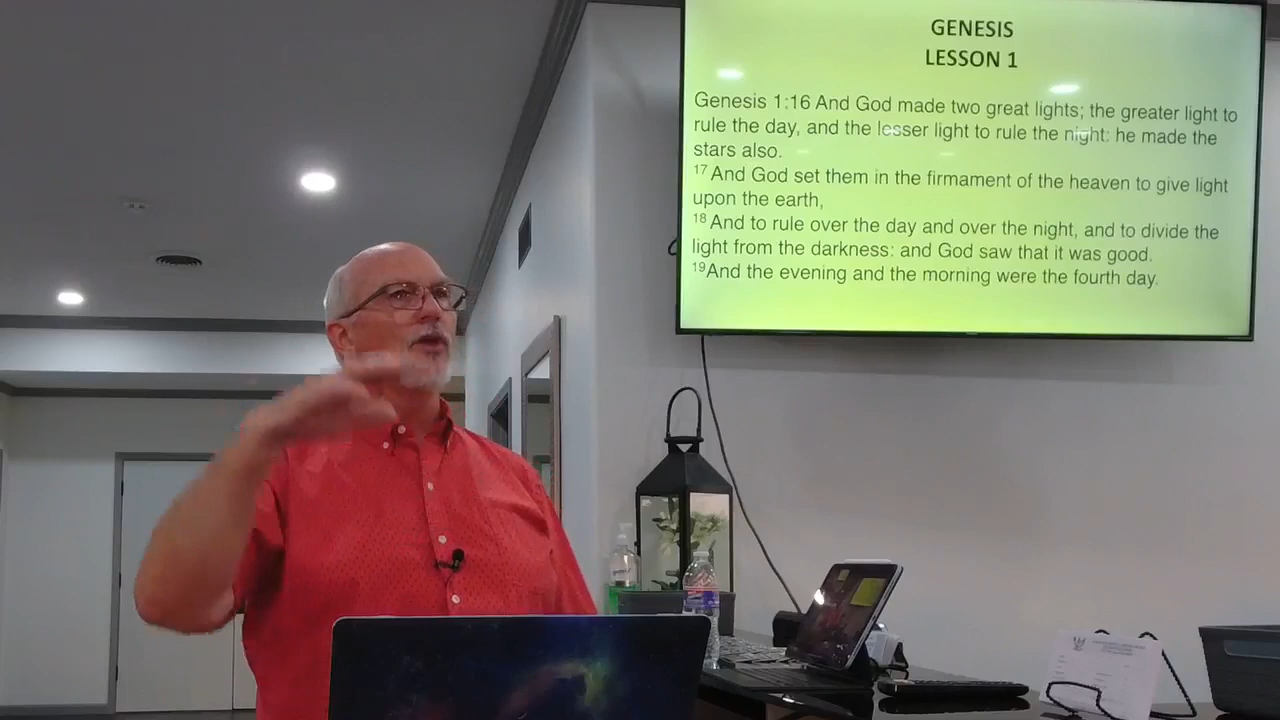 GENESIS
LESSON 1
Genesis 1:16 And God made two great lights; the greater light to
rule the day, and the lesser light to rule the night: he made the
stars also.
17 And God set them in the firmament of the heaven to give light
upon the earth,
18 And to rule over the day and over the night, and to divide the
light from the darkness: and God saw that it was good.
19And the evening and the morning were the fourth day.